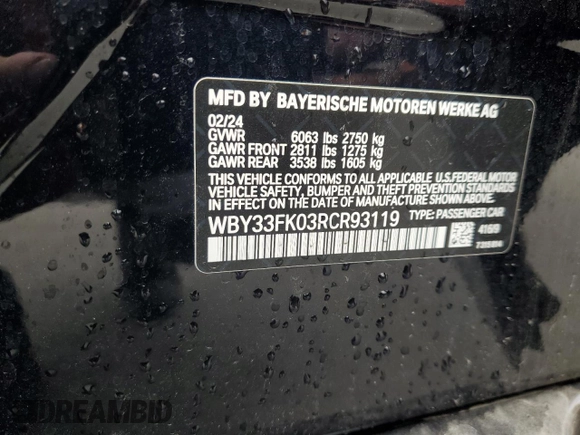 MFD BY BAYERISCHE MOTOREN WERKE AG
02/24
GVWR 6063 lbs 2750 kg
GAWR FRONT 2811 lbs 1275 kg
GAWR REAR 3538 lbs 1605 kg
THIS VEHICLE CONFORMS TO ALL APPLICABLE U.S.FEDERAL MOTOR
VEHICLE SAFETY, BUMPER AND THEFT PREVENTION STANDARDS
IN EFFECT ON THE DATE OF MANUFACTURE SHOWN ABOVE.
WBY33FK03RCR93119 TYPE: PASSENGER CAR
4169
DREAMBID